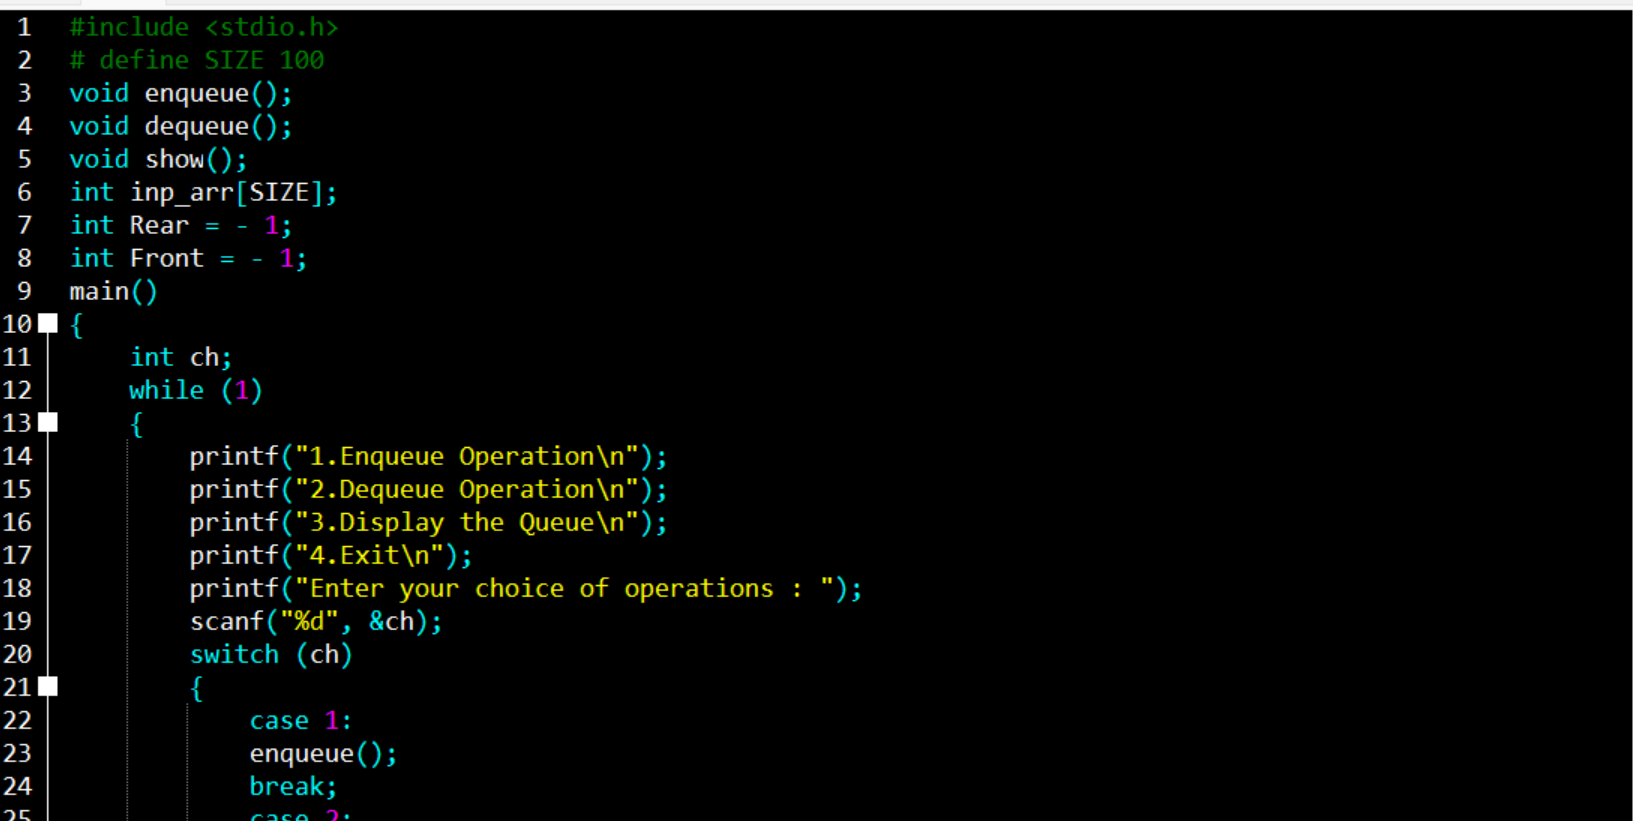 1 #include <stdio.h>
2 # define SIZE 100
3 void enqueue();
4 void dequeue();
5 void show();
6 int inp_arr[SIZE];
7 int Rear = - 1;
8 int Front = - 1;
9 main()
10 {
11 int ch;
12 while (1)
13 {
14 printf("1.Enqueue Operation\n");
15 printf("2.Dequeue Operation\n");
16 printf("3.Display the Queue\n");
17 printf("4.Exit\n");
18 printf("Enter your choice of operations : ");
19 scanf("%d", &ch);
20 switch (ch)
21 {
22 case 1:
23 enqueue();
24 break;
25 case 2: